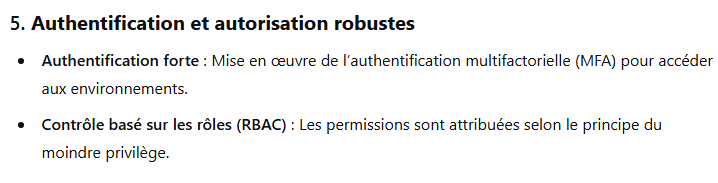 5. Authentification et autorisation robustes
• Authentification forte : Mise en œuvre de l’authentification multifactorielle (MFA) pour accéder
aux environnements.
• Contrôle basé sur les rôles (RBAC) : Les permissions sont attribuées selon le principe du
moindre privilège.